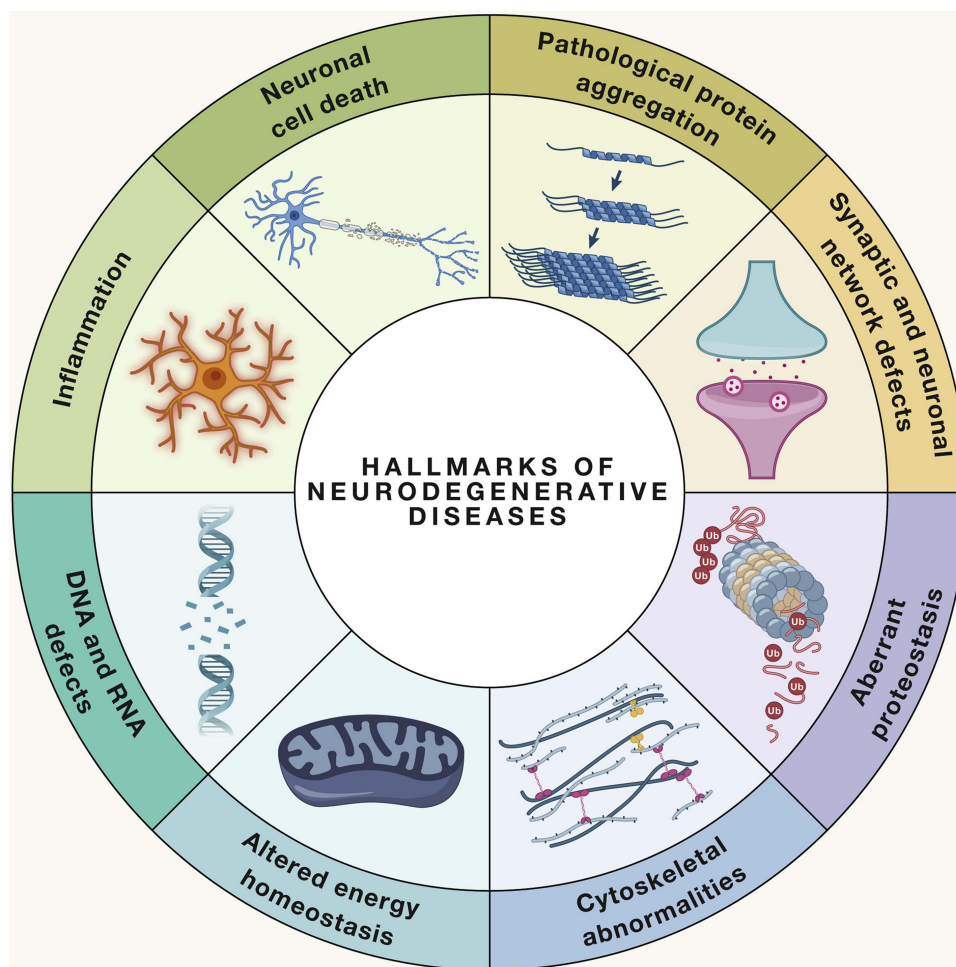 HALLMARKS OF
NEURODEGENERATIVE
DISEASES
Pathological protein
aggregation
Synaptic and neuronal
network defects
Aberrant
proteostasis
Cytoskeletal
abnormalities
Altered energy
homeostasis
DNA and RNA
defects
Inflammation
Neuronal
cell death
Ub
Ub
Ub
Ub
Ub
Ub
Ub
Ub